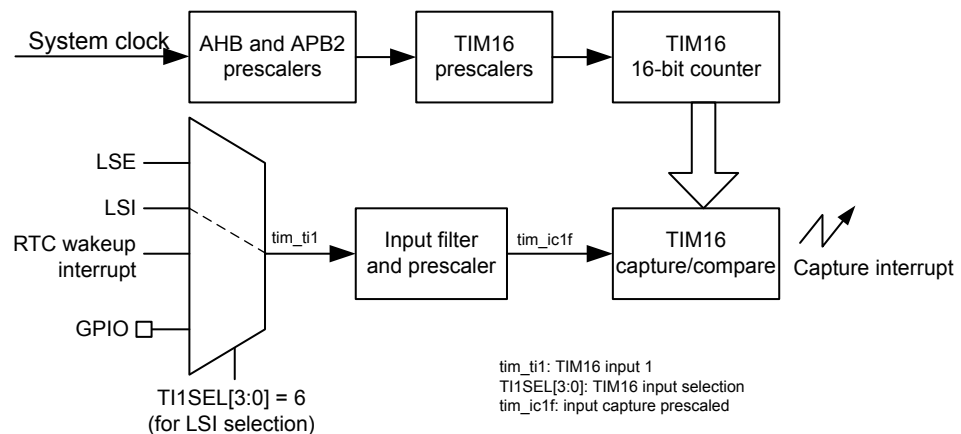 System clock
AHB and APB2
prescalers
TIM16
prescalers
TIM16
16-bit counter
LSE
LSI
RTC wakeup
interrupt
GPIO
tim_ti1
Input filter
and prescaler
tim_ic1f
TIM16
capture/compare
Capture interrupt
TI1SEL[3:0] = 6
(for LSI selection)
tim_ti1: TIM16 input 1
TI1SEL[3:0]: TIM16 input selection
tim_ic1f: input capture prescaled